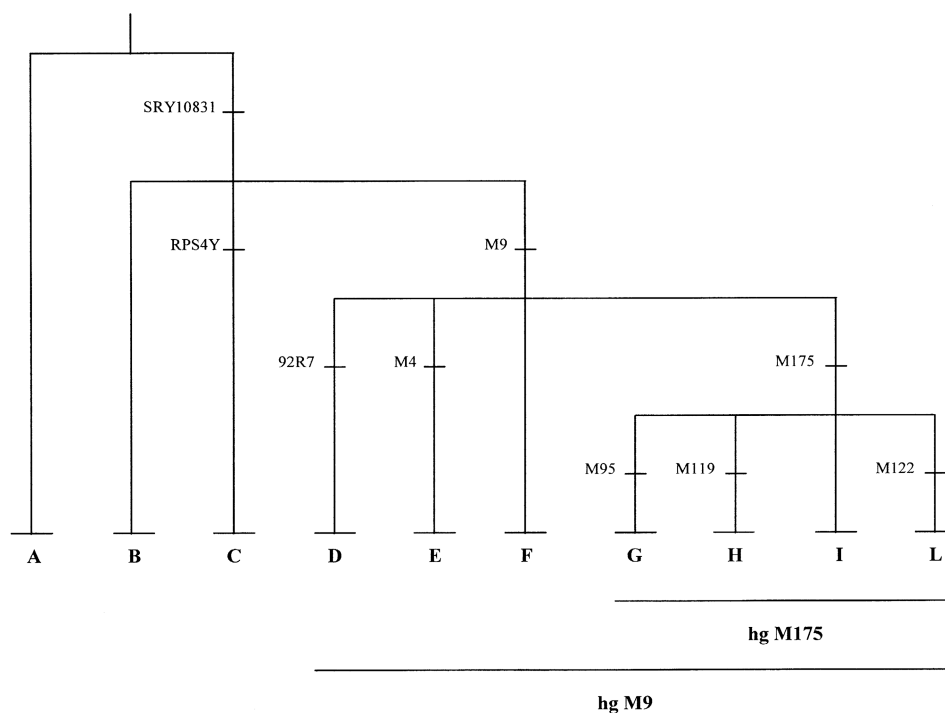 SRY10831
RPS4Y
M9
92R7
M4
M175
M95
M119
M122
A B C D E F G H I L
hg M175
hg M9